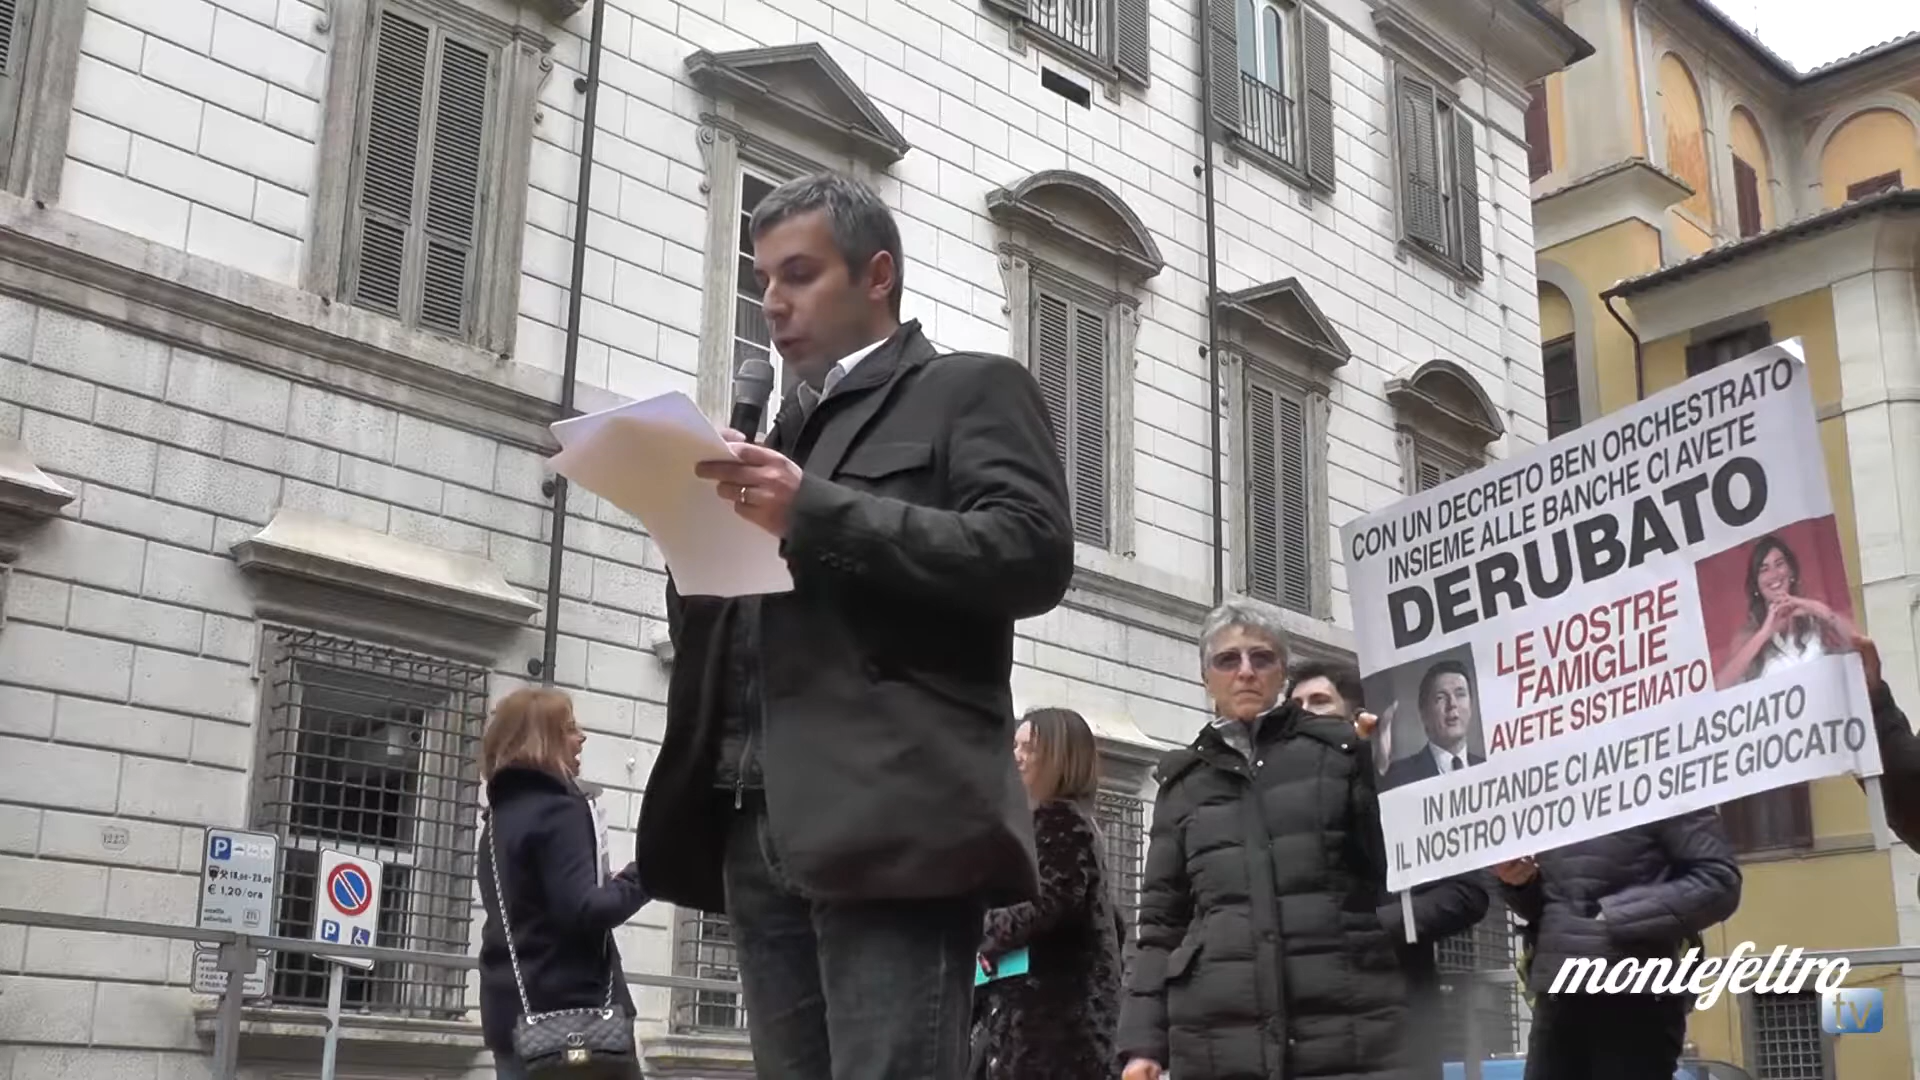 CON UN DECRETO BEN ORCHESTRATO
INSIEME ALLE BANCHE CI AVETE
DERUBATO
LE VOSTRE
FAMIGLIE
AVETE SISTEMATO
IN MUTANDE CI AVETE LASCIATO
IL NOSTRO VOTO VE LO SIETE GIOCATO
P
€ 1,20/ora
P
montefeltro
tv